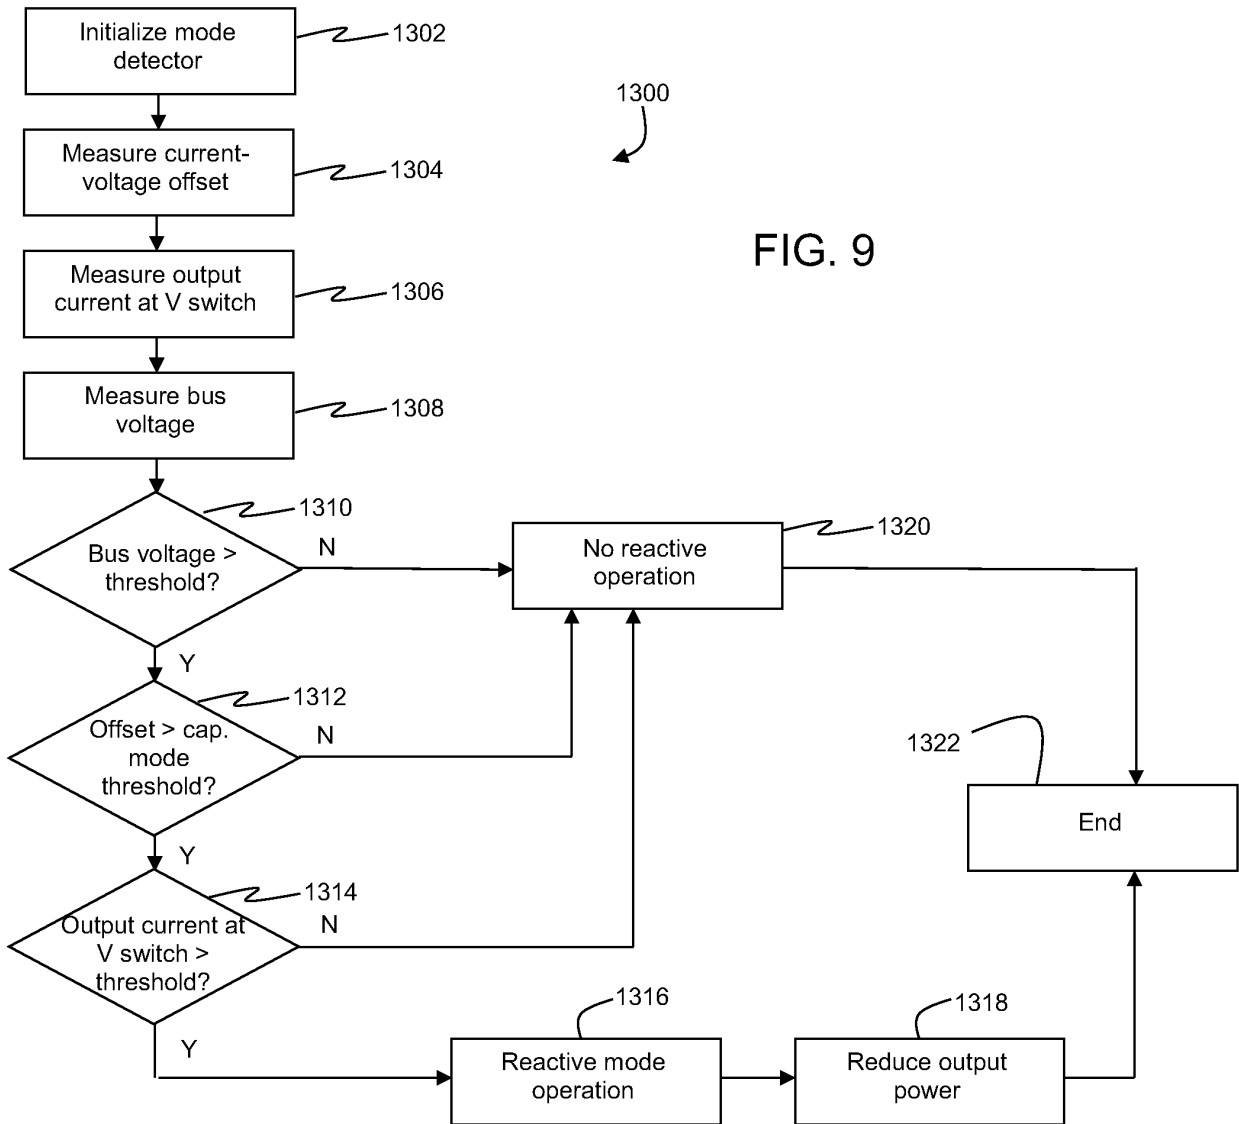 Initialize mode
detector
1302
1300
Measure current-
voltage offset
1304
FIG. 9
Measure output
current at V switch
1306
Measure bus
voltage
1308
1310
Bus voltage >
threshold?
N
No reactive
operation
1320
Y
1312
Offset > cap.
mode
threshold?
N
1322
End
Y
1314
Output current at
V switch >
threshold?
N
Y
1316
Reactive mode
operation
1318
Reduce output
power